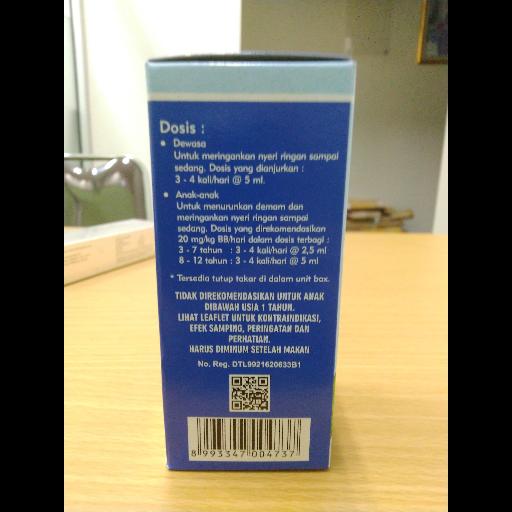 Dosis :
• Dewasa
Untuk meringankan nyeri ringan sampai
sedang. Dosis yang dianjurkan :
3 - 4 kali/hari @ 5 ml.
• Anak-anak
Untuk menurunkan demam dan
meringankan nyeri ringan sampai
sedang. Dosis yang direkomendasikan
20 mg/kg BB/hari dalam dosis terbagi :
3 - 7 tahun : 3 - 4 kali/hari @ 2,5 ml
8 - 12 tahun : 3 - 4 kali/hari @ 5 ml
* Tersedia tutup takar di dalam unit box.
TIDAK DIREKOMENDASIKAN UNTUK ANAK
DIBAWAH USIA 1 TAHUN.
LIHAT LEAFLET UNTUK KONTRAINDIKASI,
EFEK SAMPING, PERINGATAN DAN
PERHATIAN.
HARUS DIMINUM SETELAH MAKAN
No. Reg. DTL9921620633B1
8 993347 004737